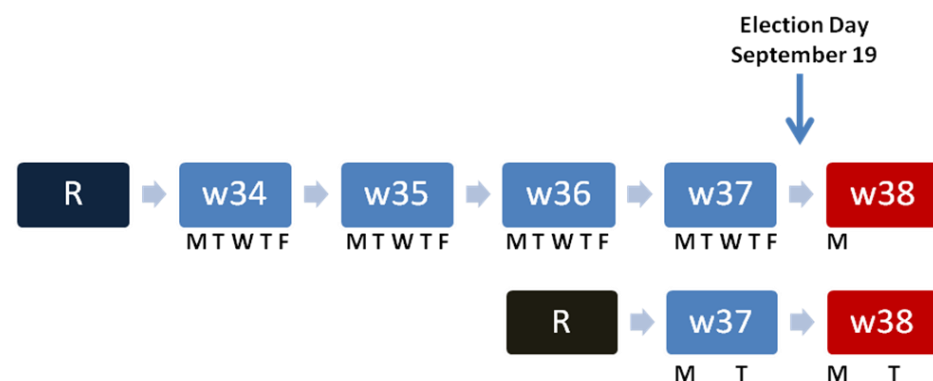 Election Day
September 19
R w34 w35 w36 w37 w38
M T W T F M T W T F M T W T F M T W T F M
R w37 w38
M T M T